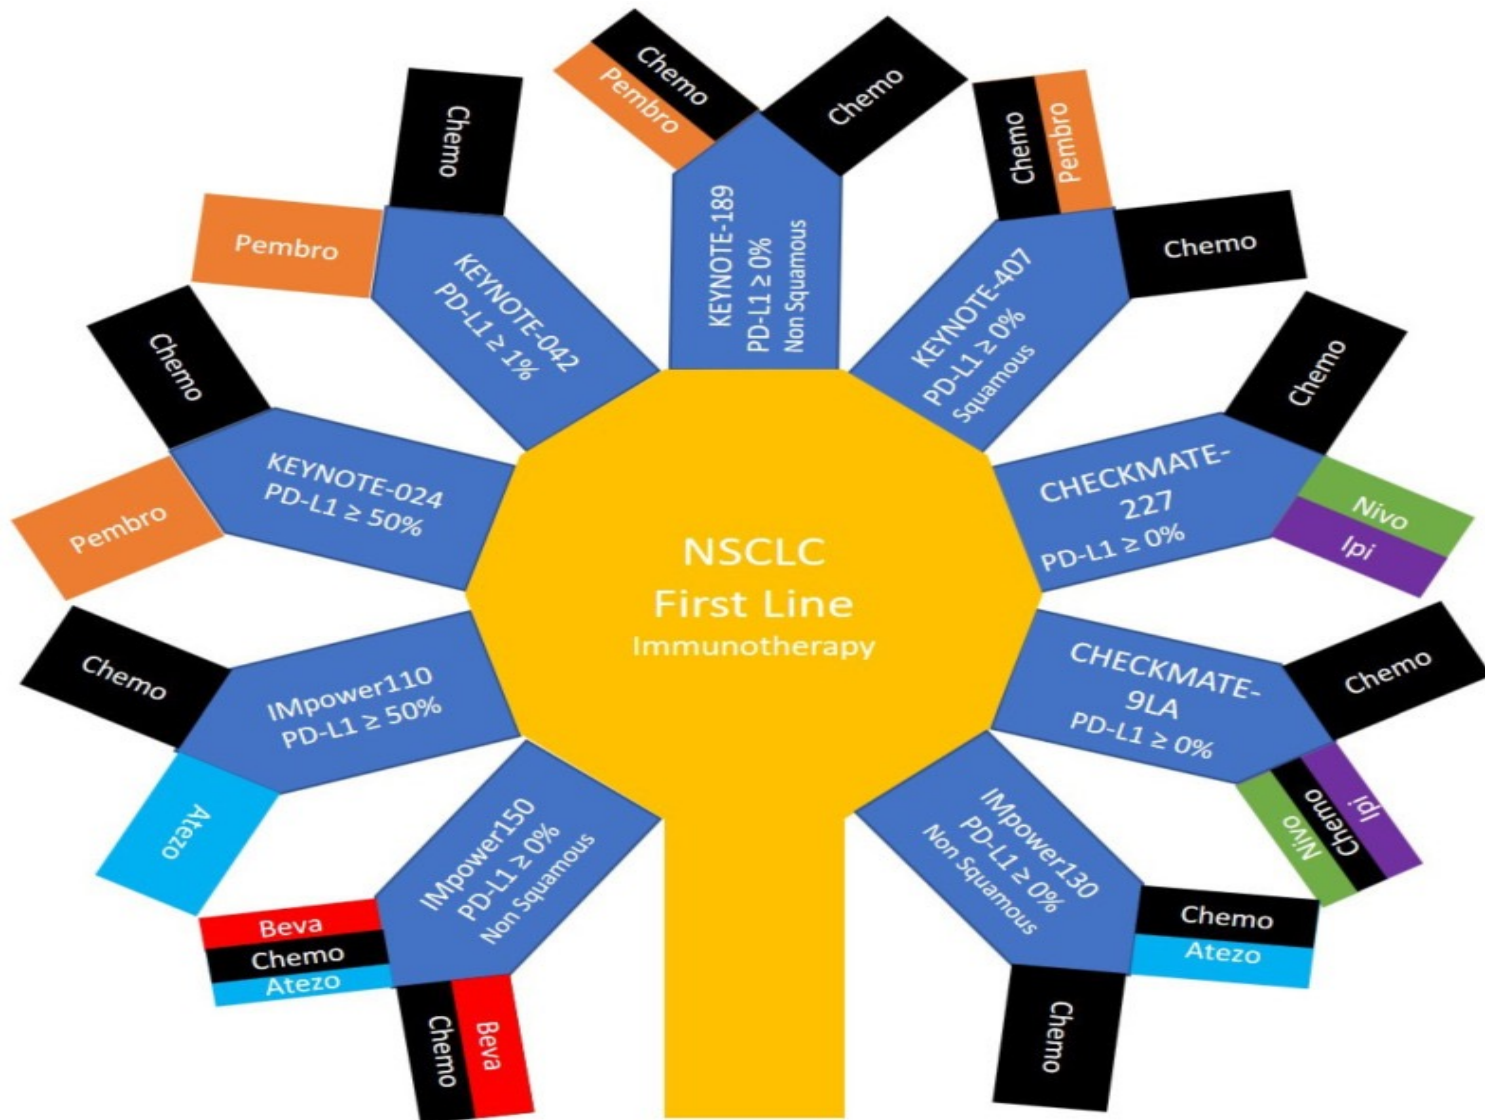 NSCLC
First Line
Immunotherapy
IMpower150
PD-L1 ≥ 0%
Non Squamous
Beva
Chemo
Atezo
Chemo
Beva
IMpower110
PD-L1 ≥ 50%
Chemo
Atezo
KEYNOTE-024
PD-L1 ≥ 50%
Chemo
Pembro
KEYNOTE-042
PD-L1 ≥ 1%
Chemo
Pembro
KEYNOTE-189
PD-L1 ≥ 0%
Non Squamous
Chemo
Pembro
Chemo
KEYNOTE-407
PD-L1 ≥ 0%
Squamous
Chemo
Pembro
Chemo
CHECKMATE-
227
PD-L1 ≥ 0%
Chemo
Nivo
Ipi
CHECKMATE-
9LA
PD-L1 ≥ 0%
Chemo
Ipi
Chemo
Nivo
IMpower130
PD-L1 ≥ 0%
Non Squamous
Chemo
Atezo
Chemo